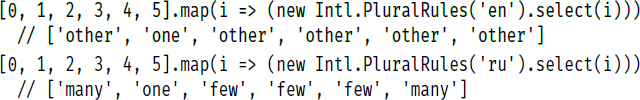 [0, 1, 2, 3, 4, 5].map(i => (new Intl.PluralRules('en').select(i)))
// ['other', 'one', 'other', 'other', 'other', 'other']
[0, 1, 2, 3, 4, 5].map(i => (new Intl.PluralRules('ru').select(i)))
// ['many', 'one', 'few', 'few', 'few', 'many']